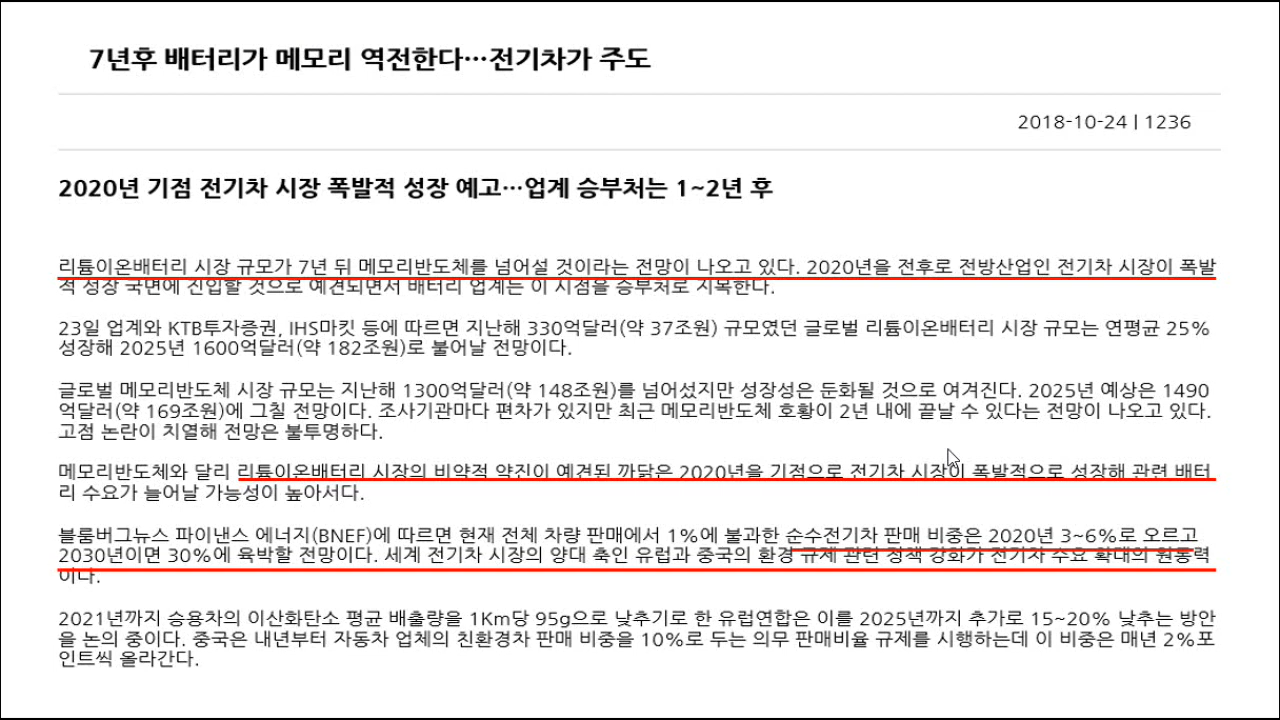 7년후 배터리가 메모리 역전한다…전기차가 주도
2018-10-24 | 1236
2020년 기점 전기차 시장 폭발적 성장 예고…업계 승부처는 1~2년 후
리튬이온배터리 시장 규모가 7년 뒤 메모리반도체를 넘어설 것이라는 전망이 나오고 있다. 2020년을 전후로 전방산업인 전기차 시장이 폭발
적 성장 국면에 진입할 것으로 예견되면서 배터리 업계는 이 시점을 승부처로 지목한다.
23일 업계와 KTB투자증권, IHS마킷 등에 따르면 지난해 330억달러(약 37조원) 규모였던 글로벌 리튬이온배터리 시장 규모는 연평균 25%
성장해 2025년 1600억달러(약 182조원)로 불어날 전망이다.
글로벌 메모리반도체 시장 규모는 지난해 1300억달러(약 148조원)를 넘어섰지만 성장성은 둔화될 것으로 여겨진다. 2025년 예상은 1490
억달러(약 169조원)에 그칠 전망이다. 조사기관마다 편차가 있지만 최근 메모리반도체 호황이 2년 내에 끝날 수 있다는 전망이 나오고 있다.
고점 논란이 치열해 전망은 불투명하다.
메모리반도체와 달리 리튬이온배터리 시장의 비약적 약진이 예견된 까닭은 2020년을 기점으로 전기차 시장이 폭발적으로 성장해 관련 배터
리 수요가 늘어날 가능성이 높아서다.
블룸버그뉴스 파이낸스 에너지(BNEF)에 따르면 현재 전체 차량 판매에서 1%에 불과한 순수전기차 판매 비중은 2020년 3~6%로 오르고
2030년이면 30%에 육박할 전망이다. 세계 전기차 시장의 양대 축인 유럽과 중국의 환경 규제 관련 정책 강화가 전기차 수요 확대의 원동력
이다.
2021년까지 승용차의 이산화탄소 평균 배출량을 1Km당 95g으로 낮추기로 한 유럽연합은 이를 2025년까지 추가로 15~20% 낮추는 방안
을 논의 중이다. 중국은 내년부터 자동차 업체의 친환경차 판매 비중을 10%로 두는 의무 판매비율 규제를 시행하는데 이 비중은 매년 2%포
인트씩 올라간다.